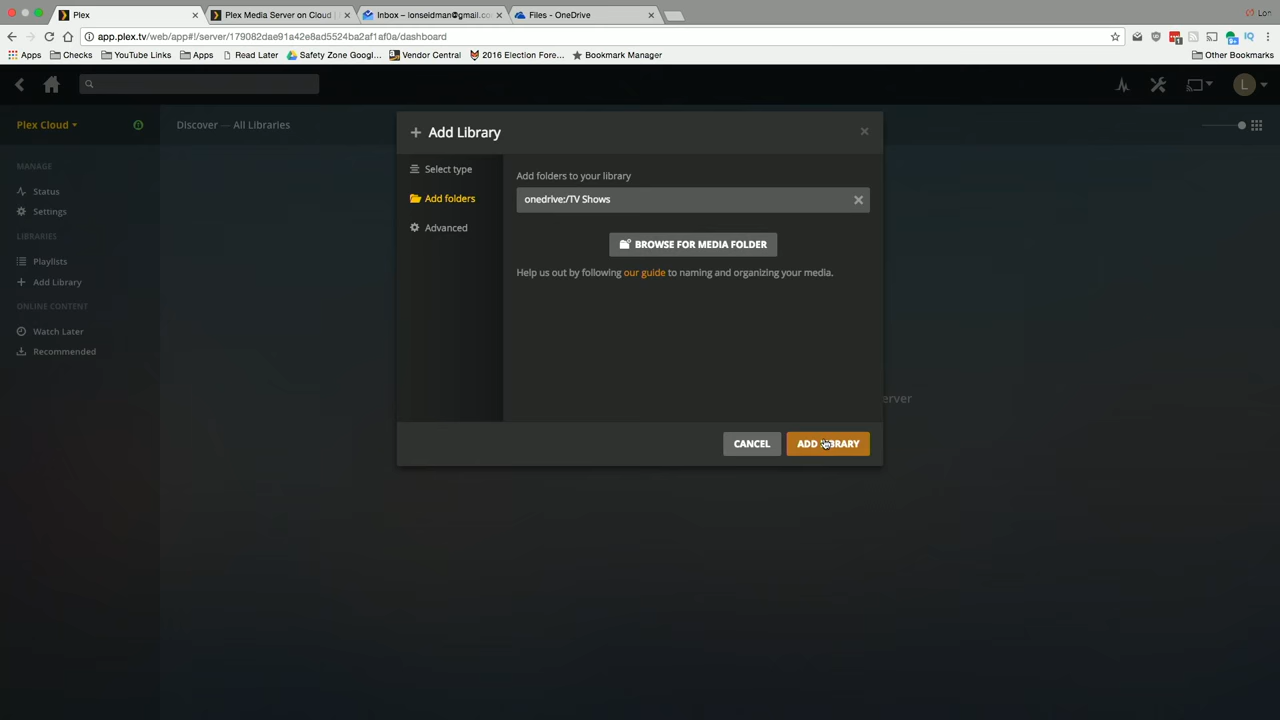 Plex
Plex Media Server on Cloud |
Inbox – lonseidman@gmail.co
Files - OneDrive
Lon
app.plex.tv/web/app#!/server/179082dae91a42e8ad5524ba2af1af0a/dashboard
Apps
Checks
YouTube Links
Apps
Read Later
Safety Zone Googl...
Vendor Central
2016 Election Fore...
Bookmark Manager
Other Bookmarks
L
Plex Cloud
Discover — All Libraries
MANAGE
Status
Settings
LIBRARIES
Playlists
Add Library
ONLINE CONTENT
Watch Later
Recommended
+ Add Library
Select type
Add folders
Advanced
Add folders to your library
onedrive:/TV Shows
BROWSE FOR MEDIA FOLDER
Help us out by following our guide to naming and organizing your media.
erver
CANCEL
ADD LIBRARY